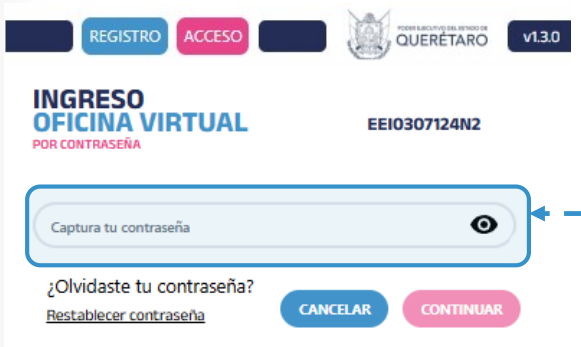 REGISTRO ACCESO
PODER EJECUTIVO DEL ESTADO DE
QUERÉTARO
v1.3.0
INGRESO
OFICINA VIRTUAL
POR CONTRASEÑA
EEI0307124N2
Captura tu contraseña
¿Olvidaste tu contraseña?
Restablecer contraseña
CANCELAR CONTINUAR